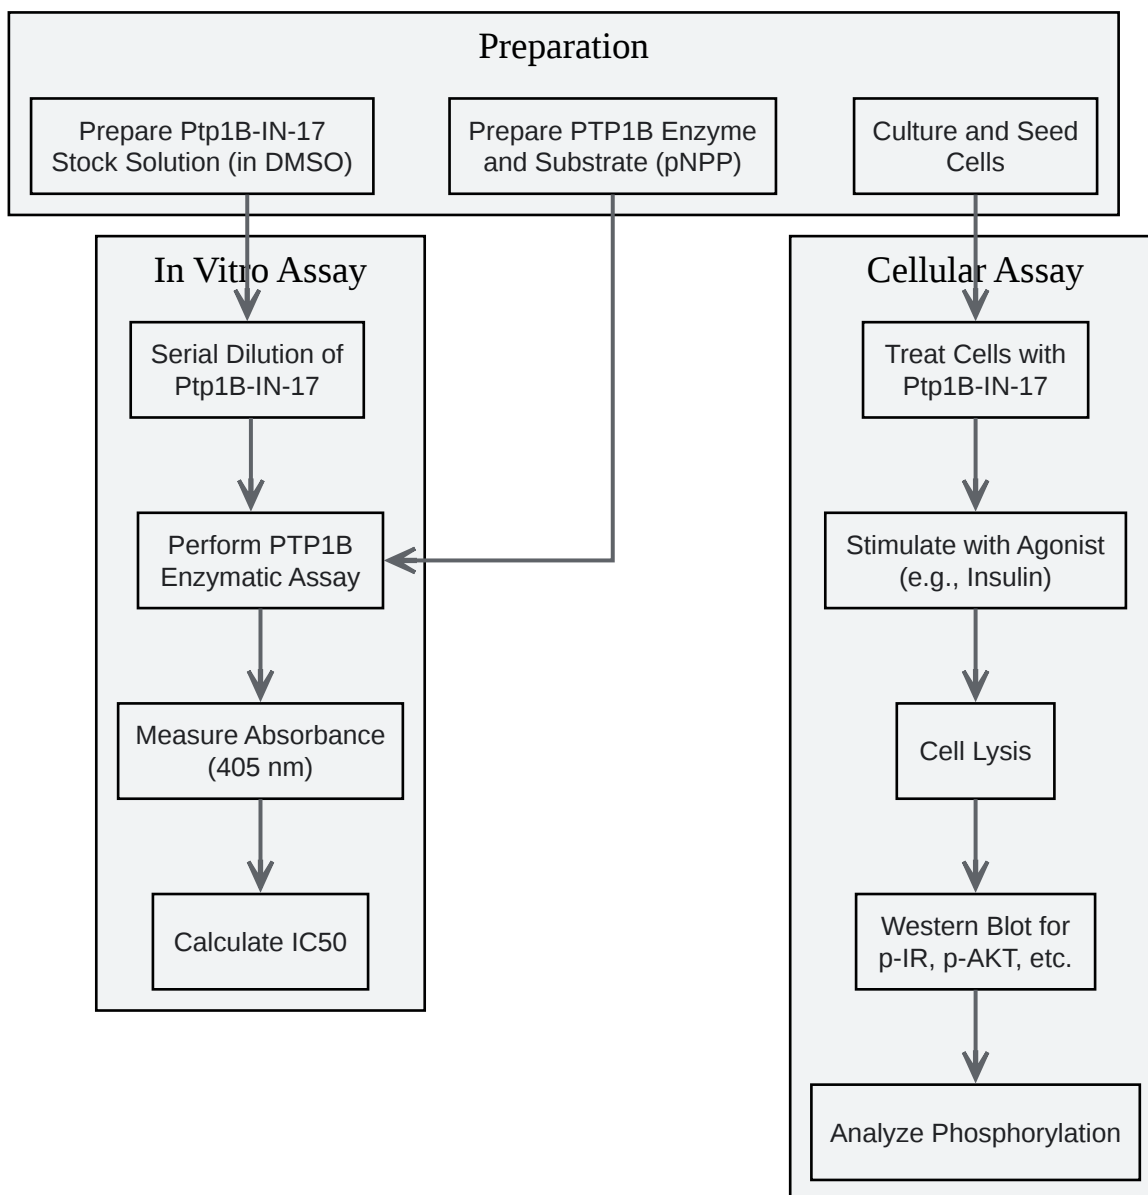 Preparation
Prepare Ptp1B-IN-17
Stock Solution (in DMSO)
Prepare PTP1B Enzyme
and Substrate (pNPP)
Culture and Seed
Cells
In Vitro Assay
Serial Dilution of
Ptp1B-IN-17
Perform PTP1B
Enzymatic Assay
Measure Absorbance
(405 nm)
Calculate IC50
Cellular Assay
Treat Cells with
Ptp1B-IN-17
Stimulate with Agonist
(e.g., Insulin)
Cell Lysis
Western Blot for
p-IR, p-AKT, etc.
Analyze Phosphorylation